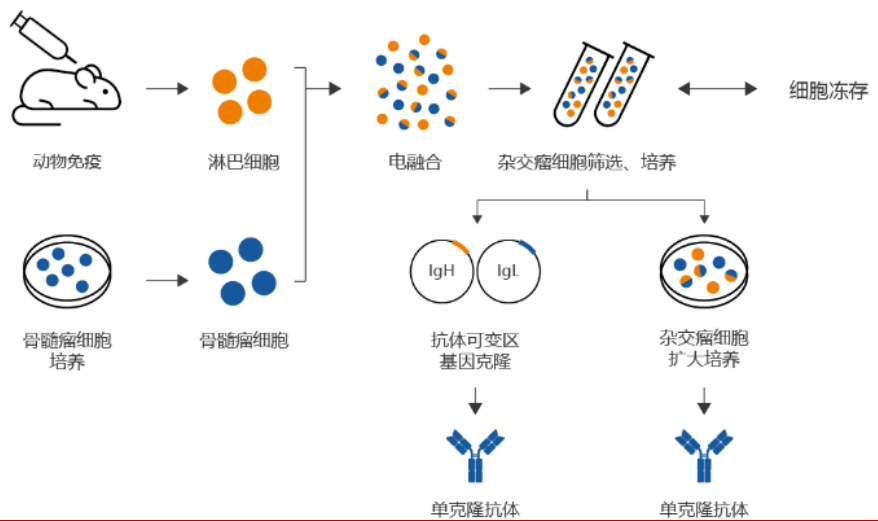 细胞冻存
动物免疫
淋巴细胞
电融合
杂交瘤细胞筛选、培养
IgH
IgL
骨髓瘤细胞
培养
骨髓瘤细胞
抗体可变区
基因克隆
杂交瘤细胞
扩大培养
单克隆抗体
单克隆抗体